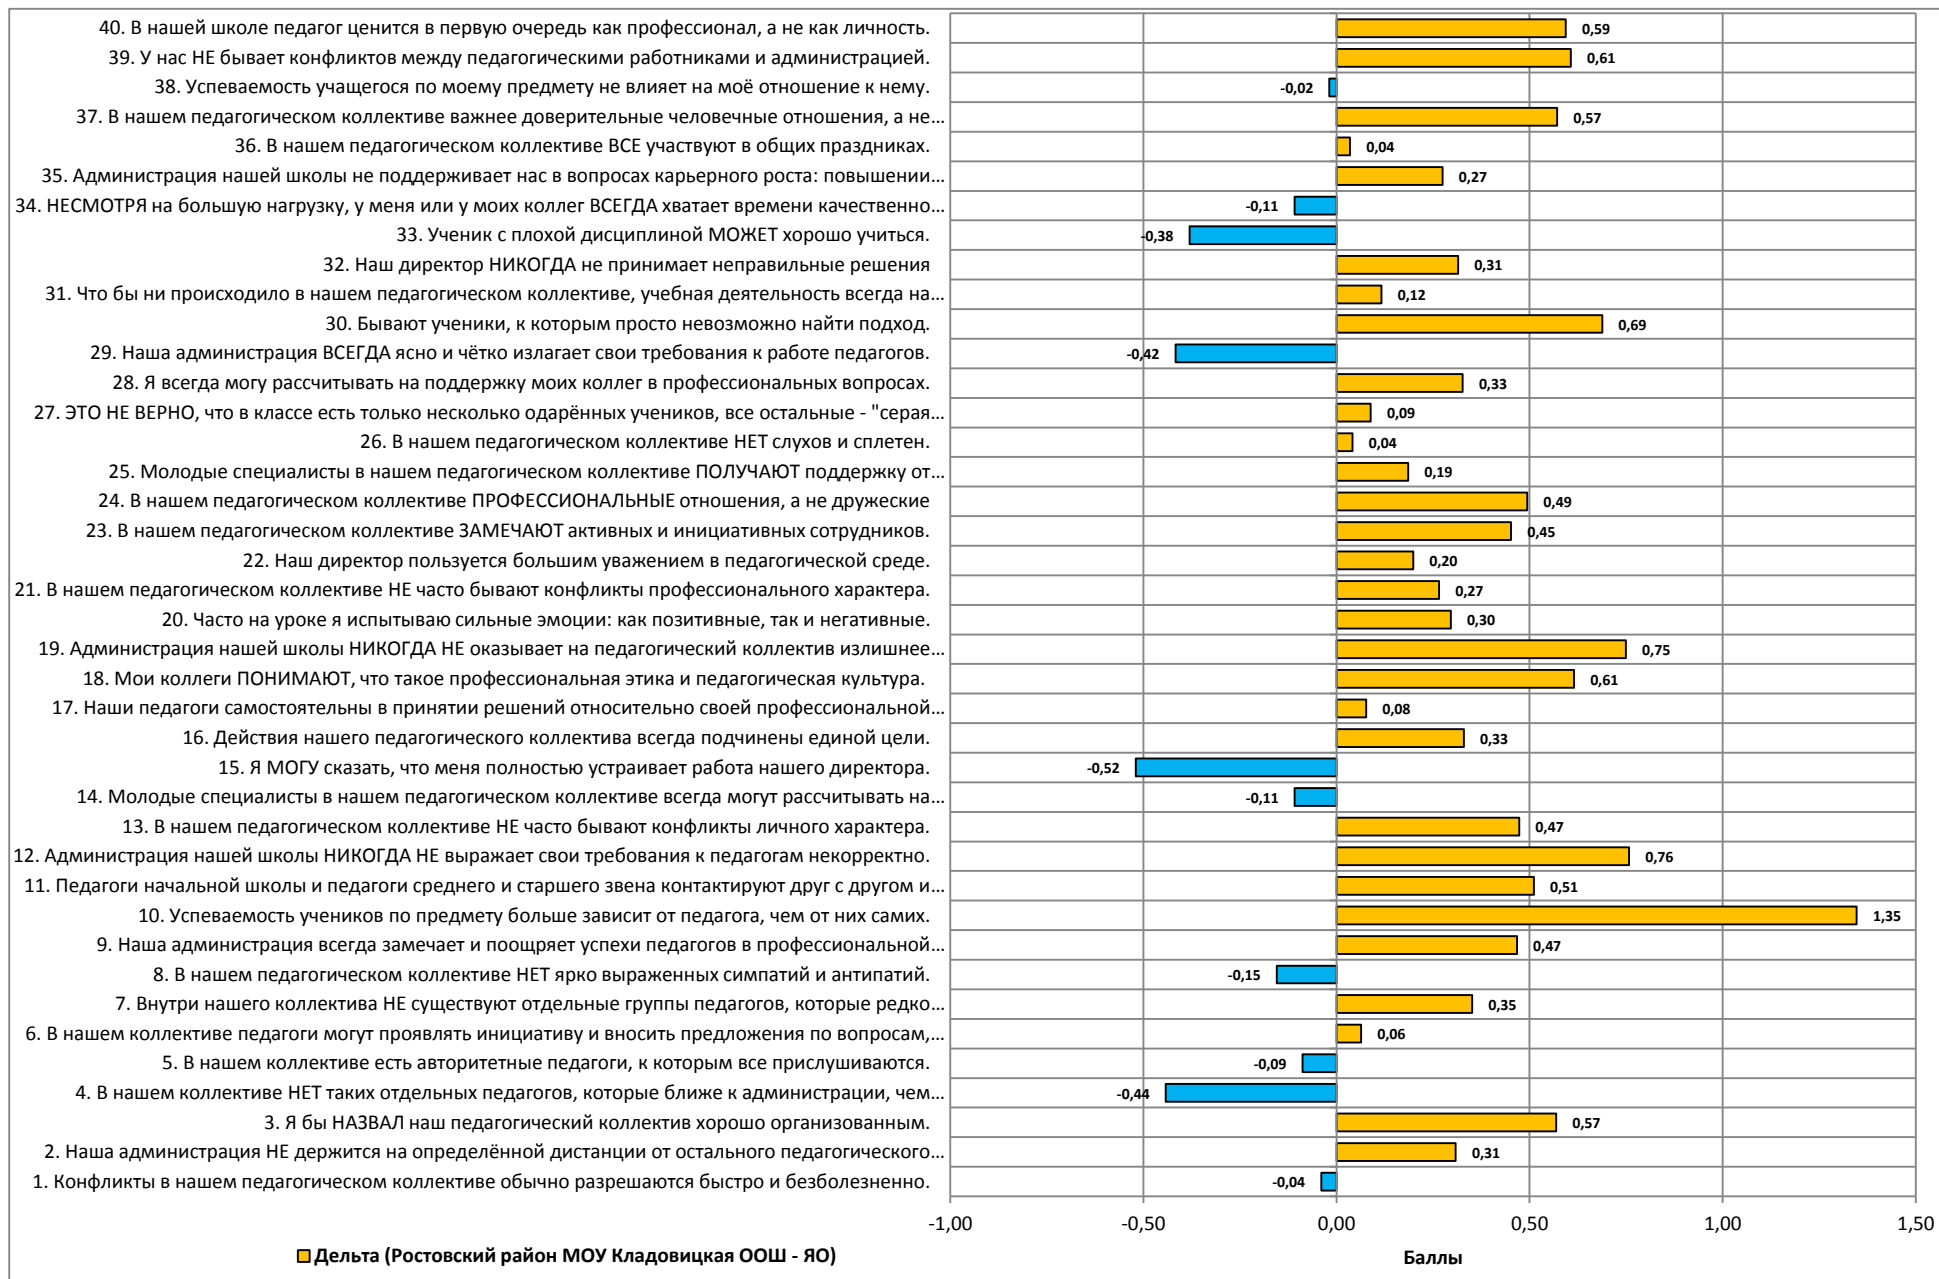 40. В нашей школе педагог ценится в первую очередь как профессионал, а не как личность. 0,59
39. У нас НЕ бывает конфликтов между педагогическими работниками и администрацией. 0,61
38. Успеваемость учащегося по моему предмету не влияет на моё отношение к нему. -0,02
37. В нашем педагогическом коллективе важнее доверительные человечные отношения, а не... 0,57
36. В нашем педагогическом коллективе ВСЕ участвуют в общих праздниках. 0,04
35. Администрация нашей школы не поддерживает нас в вопросах карьерного роста: повышении... 0,27
34. НЕСМОТРЯ на большую нагрузку, у меня или у моих коллег ВСЕГДА хватает времени качественно... -0,11
33. Ученик с плохой дисциплиной МОЖЕТ хорошо учиться. -0,38
32. Наш директор НИКОГДА не принимает неправильные решения 0,31
31. Что бы ни происходило в нашем педагогическом коллективе, учебная деятельность всегда на... 0,12
30. Бывают ученики, к которым просто невозможно найти подход. 0,69
29. Наша администрация ВСЕГДА ясно и чётко излагает свои требования к работе педагогов. -0,42
28. Я всегда могу рассчитывать на поддержку моих коллег в профессиональных вопросах. 0,33
27. ЭТО НЕ ВЕРНО, что в классе есть только несколько одарённых учеников, все остальные - "серая... 0,09
26. В нашем педагогическом коллективе НЕТ слухов и сплетен. 0,04
25. Молодые специалисты в нашем педагогическом коллективе ПОЛУЧАЮТ поддержку от... 0,19
24. В нашем педагогическом коллективе ПРОФЕССИОНАЛЬНЫЕ отношения, а не дружеские 0,49
23. В нашем педагогическом коллективе ЗАМЕЧАЮТ активных и инициативных сотрудников. 0,45
22. Наш директор пользуется большим уважением в педагогической среде. 0,20
21. В нашем педагогическом коллективе НЕ часто бывают конфликты профессионального характера. 0,27
20. Часто на уроке я испытываю сильные эмоции: как позитивные, так и негативные. 0,30
19. Администрация нашей школы НИКОГДА НЕ оказывает на педагогический коллектив излишнее... 0,75
18. Мои коллеги ПОНИМАЮТ, что такое профессиональная этика и педагогическая культура. 0,61
17. Наши педагоги самостоятельны в принятии решений относительно своей профессиональной... 0,08
16. Действия нашего педагогического коллектива всегда подчинены единой цели. 0,33
15. Я МОГУ сказать, что меня полностью устраивает работа нашего директора. -0,52
14. Молодые специалисты в нашем педагогическом коллективе всегда могут рассчитывать на... -0,11
13. В нашем педагогическом коллективе НЕ часто бывают конфликты личного характера. 0,47
12. Администрация нашей школы НИКОГДА НЕ выражает свои требования к педагогам некорректно. 0,76
11. Педагоги начальной школы и педагоги среднего и старшего звена контактируют друг с другом и... 0,51
10. Успеваемость учеников по предмету больше зависит от педагога, чем от них самих. 1,35
9. Наша администрация всегда замечает и поощряет успехи педагогов в профессиональной... 0,47
8. В нашем педагогическом коллективе НЕТ ярко выраженных симпатий и антипатий. -0,15
7. Внутри нашего коллектива НЕ существуют отдельные группы педагогов, которые редко... 0,35
6. В нашем коллективе педагоги могут проявлять инициативу и вносить предложения по вопросам,... 0,06
5. В нашем коллективе есть авторитетные педагоги, к которым все прислушиваются. -0,09
4. В нашем коллективе НЕТ таких отдельных педагогов, которые ближе к администрации, чем... -0,44
3. Я бы НАЗВАЛ наш педагогический коллектив хорошо организованным. 0,57
2. Наша администрация НЕ держится на определённой дистанции от остального педагогического... 0,31
1. Конфликты в нашем педагогическом коллективе обычно разрешаются быстро и безболезненно. -0,04
-1,00 -0,50 0,00 0,50 1,00 1,50
Дельта (Ростовский район МОУ Кладовицкая ООШ - ЯО) Баллы